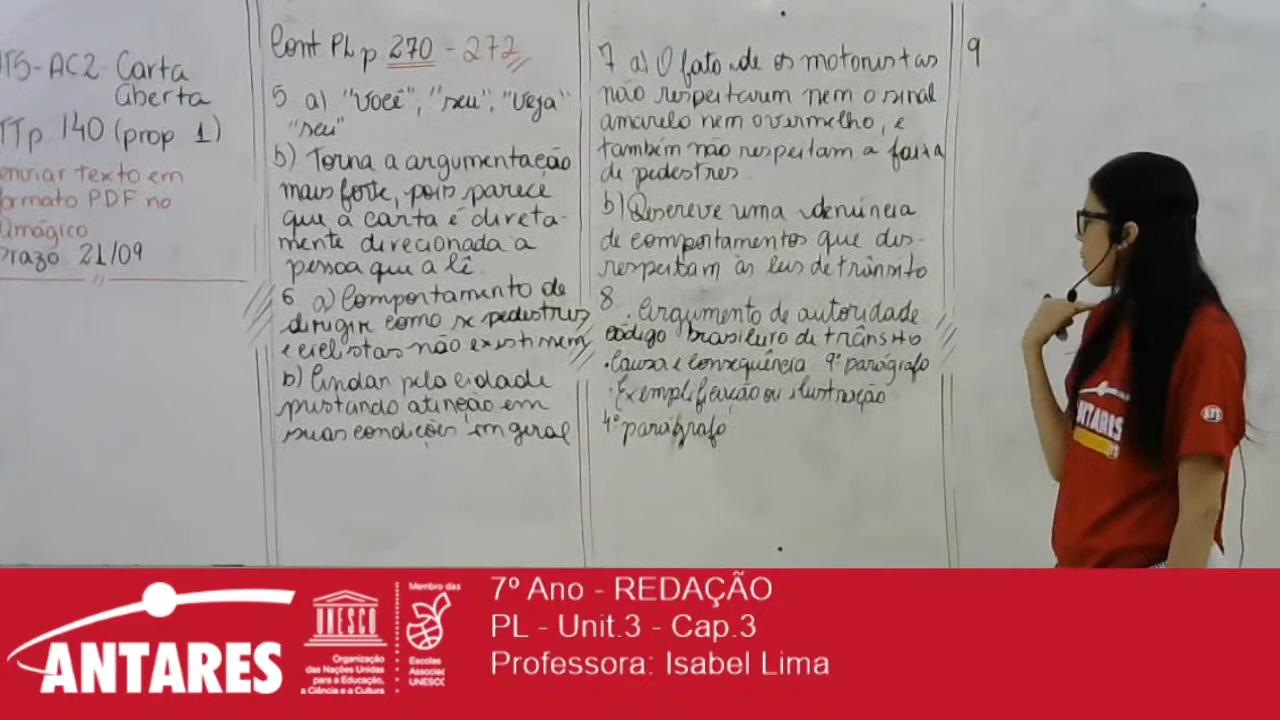 HT5-AC2 Carta
Aberta
TTp 140 (prop 1)
enviar texto em
formato PDF no
Qmágico
Prazo 21/09
Cont PL p 270 - 272
5 a) "Você", "seu", "Veja"
"seu"
b) Torna a argumentação
mais forte, pois parece
que a carta é direta-
mente direcionada a
pessoa que a lê
6 a) Comportamento de
dirigir como se pedestres
e ciclistas não existissem
b) Andar pela cidade
prestando atenção em
suas condições em geral
7 a) O fato de os motoristas
não respeitarem nem o sinal
amarelo nem o vermelho, e
também não respeitam a faixa
de pedestres
b) Descreve uma denúncia
de comportamentos que des-
respeitam as leis de trânsito
8 . Argumento de autoridade
código brasileiro de trânsito
. Causa e consequência 9º parágrafo
. Exemplificação ou ilustração
4º parágrafo
9
ANTARES
ANTARES
UNESCO
Organização
das Nações Unidas
para a Educação,
a Ciência e a Cultura
Membro das
Escolas
Associac
UNESCO
7º Ano - REDAÇÃO
PL - Unit.3 - Cap.3
Professora: Isabel Lima